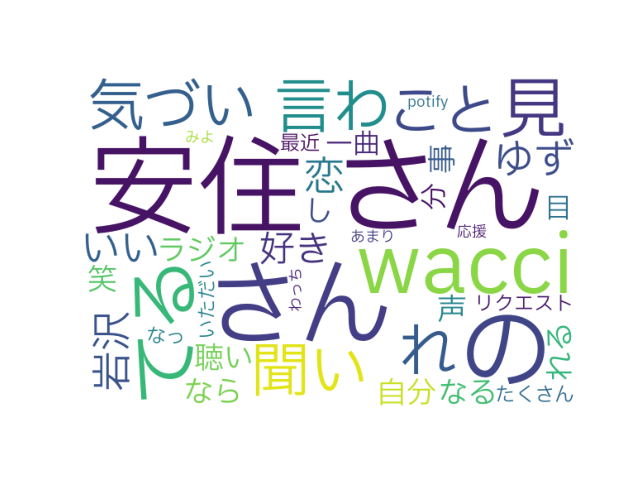 気づい
言わ
こと
potify
見
みよ
最近
一曲
安住
さん
恋
分
事
ゆず
し
目
いい
ラジオ
好き
あまり
応援
wacci
笑
てる
いただい
さん
わっち
声
リクエスト
の
岩沢
なっ
聴い
聞い
れ
れる
なら
自分
なる
たくさん